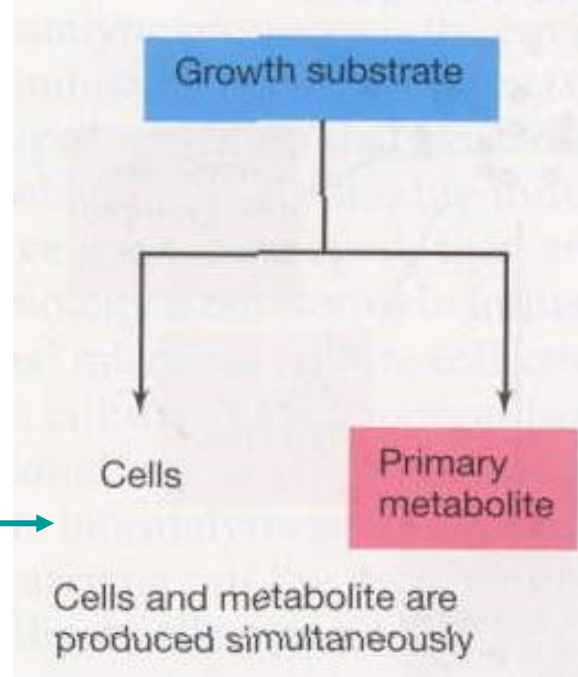 Growth substrate
Cells
Primary
metabolite
Cells and metabolite are
produced simultaneously